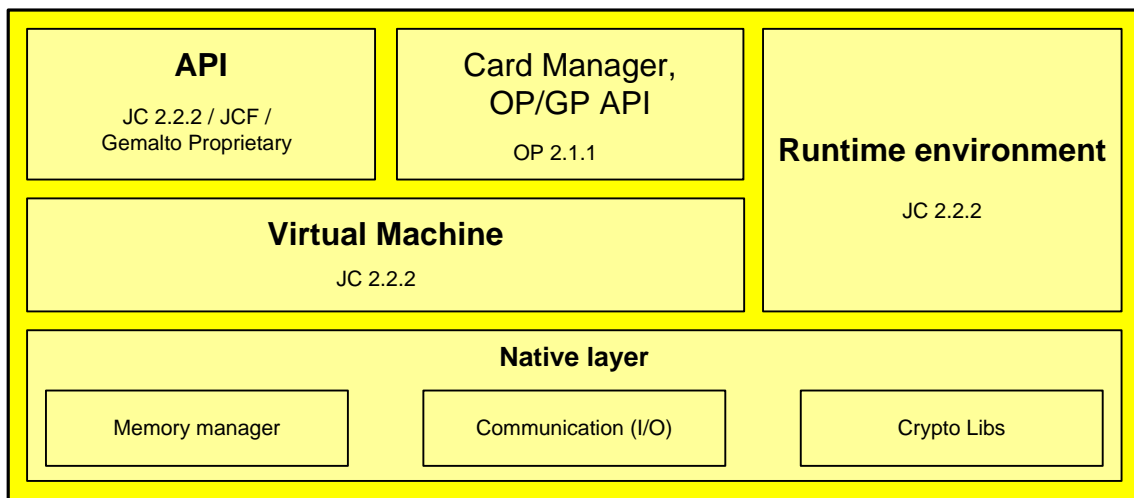 API
JC 2.2.2 / JCF /
Gemalto Proprietary
Card Manager,
OP/GP API
OP 2.1.1
Runtime environment
JC 2.2.2
Virtual Machine
JC 2.2.2
Native layer
Memory manager
Communication (I/O)
Crypto Libs